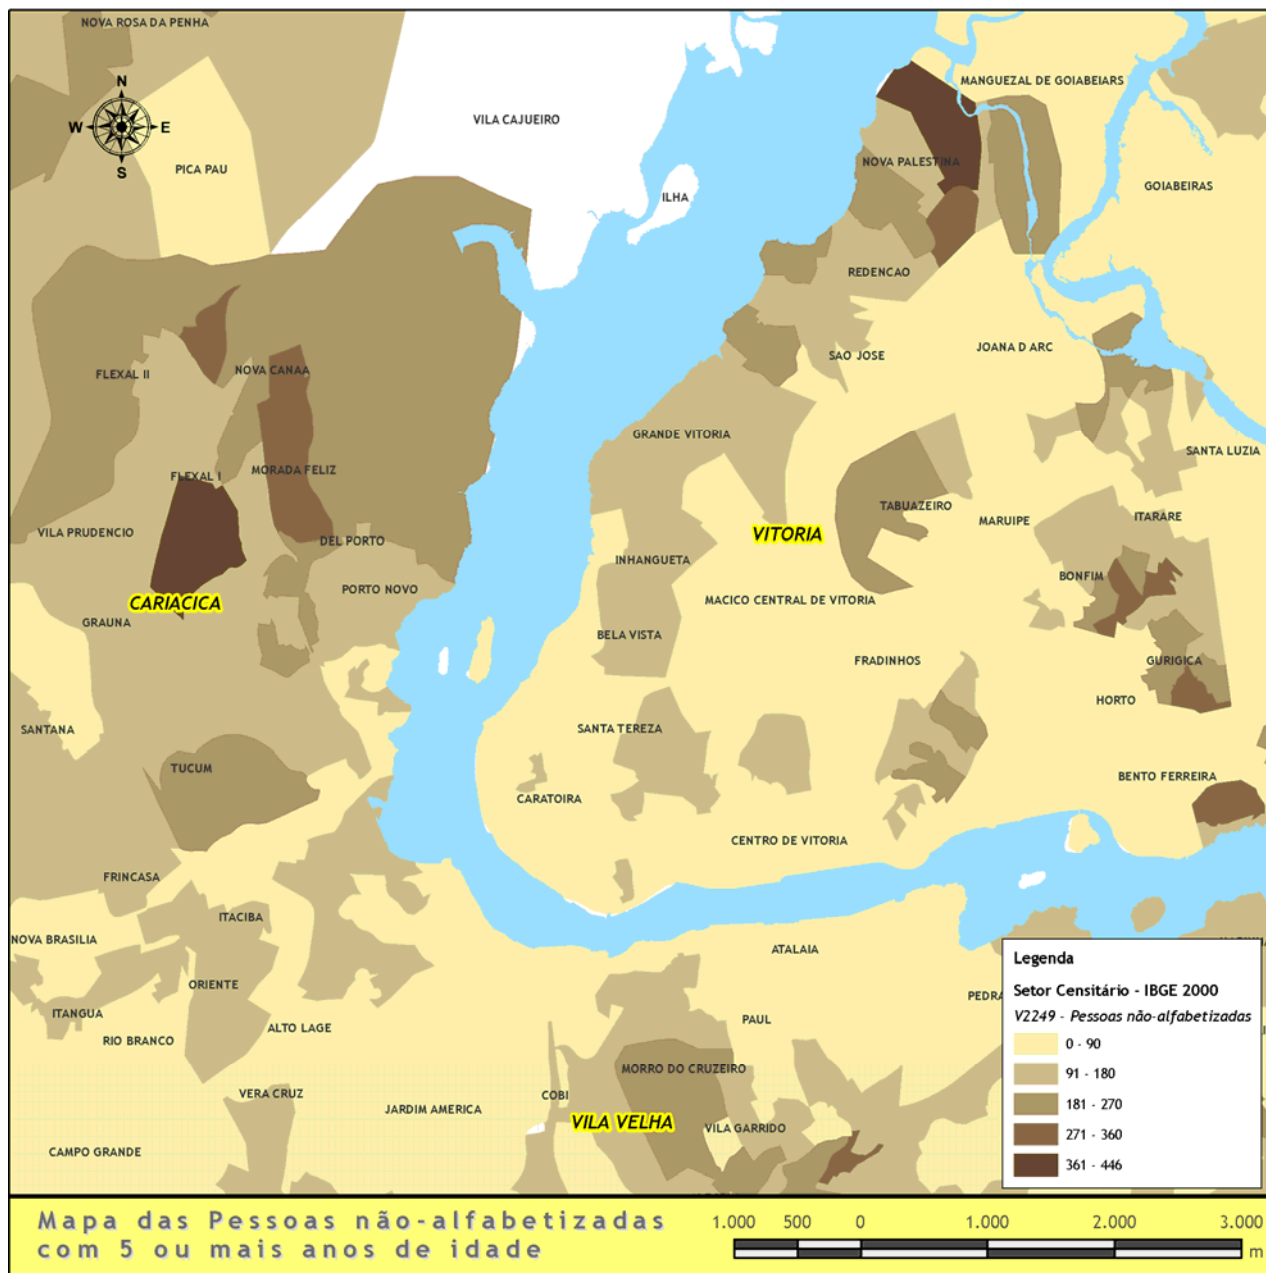 NOVA ROSA DA PENHA
N
W
E
S
MANGUEZAL DE GOIABEIARS
VILA CAJUEIRO
PICA PAU
NOVA PALESTINA
GOIABEIRAS
ILHA
REDENCAO
JOANA D ARC
SAO JOSE
FLEXAL II
NOVA CANAA
GRANDE VITORIA
SANTA LUZIA
FLEXAL I
MORADA FELIZ
TABUAZEIRO
MARUIPE
ITARARE
VILA PRUDENCIO
DEL PORTO
VITORIA
INHANGUETA
BONFIM
PORTO NOVO
CARIACICA
MACICO CENTRAL DE VITORIA
GRAUNA
BELA VISTA
FRADINHOS
GURIGICA
HORTO
SANTANA
SANTA TEREZA
TUCUM
BENTO FERREIRA
CARATOIRA
CENTRO DE VITORIA
FRINCASA
ITACIBA
NOVA BRASILIA
ATALAIA
ORIENTE
PEDRA
ITANGUA
PAUL
ALTO LAGE
RIO BRANCO
MORRO DO CRUZEIRO
VERA CRUZ
COBI
JARDIM AMERICA
VILA VELHA
VILA GARRIDO
CAMPO GRANDE
Legenda
Setor Censitário - IBGE 2000
V2249 - Pessoas não-alfabetizadas
0 - 90
91 - 180
181 - 270
271 - 360
361 - 446
Mapa das Pessoas não-alfabetizadas
com 5 ou mais anos de idade
1.000 500 0 1.000 2.000 3.000
m